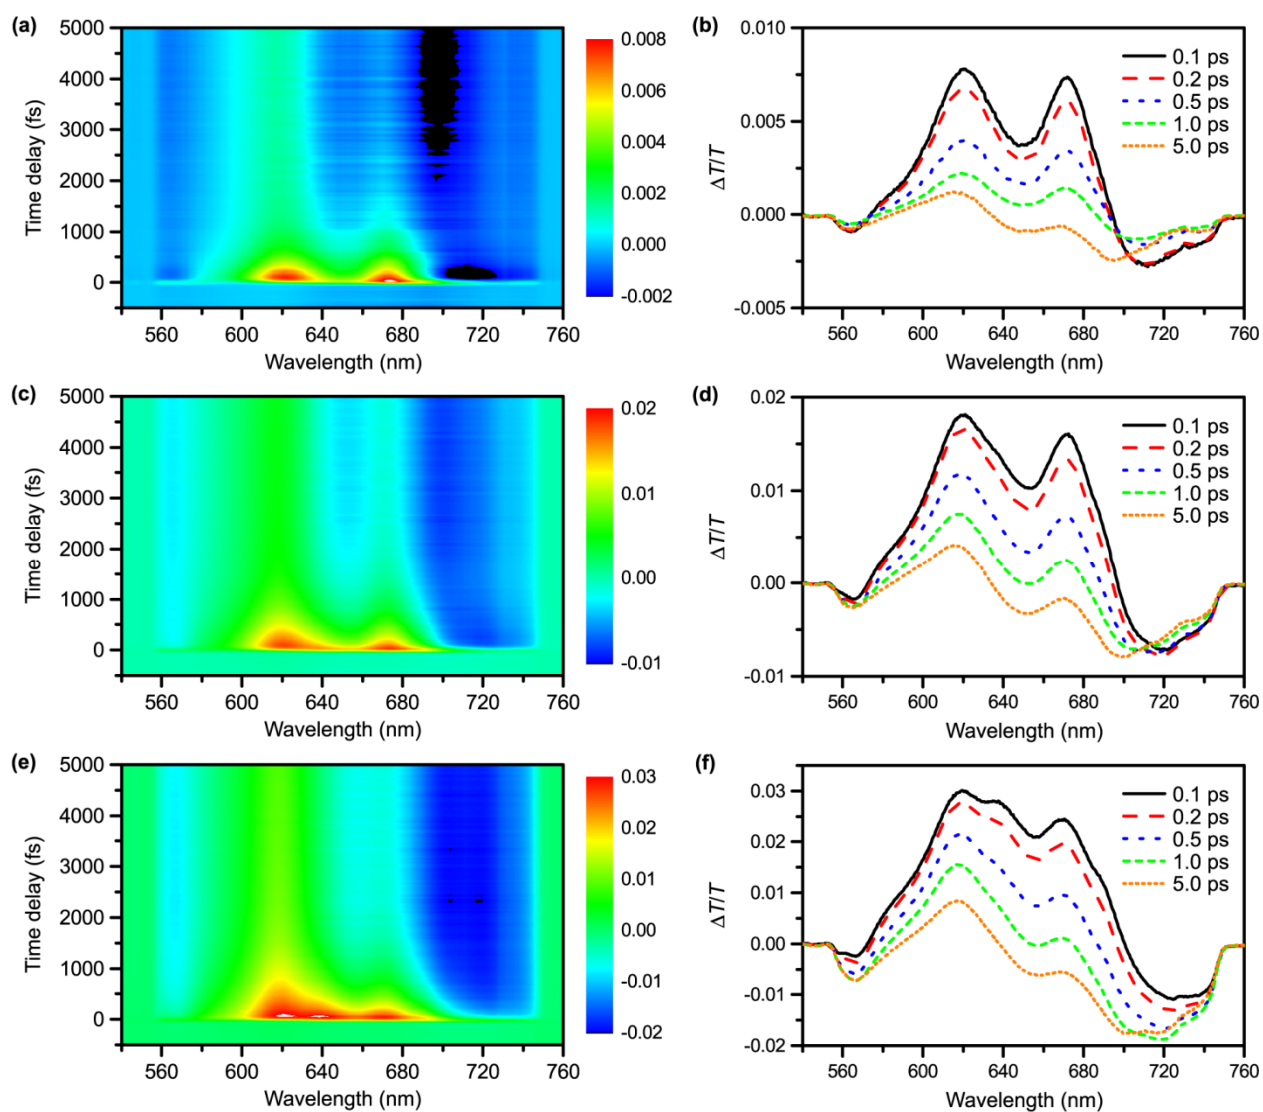 (a)
5000
4000
3000
2000
1000
0
Time delay (fs)
560 600 640 680 720 760
Wavelength (nm)
0.008
0.006
0.004
0.002
0.000
-0.002
(b)
0.010
0.005
0.000
-0.005
ΔT/T
0.1 ps
0.2 ps
0.5 ps
1.0 ps
5.0 ps
560 600 640 680 720 760
Wavelength (nm)
(c)
5000
4000
3000
2000
1000
0
Time delay (fs)
560 600 640 680 720 760
Wavelength (nm)
0.02
0.01
0.00
-0.01
(d)
0.02
0.01
0.00
-0.01
ΔT/T
0.1 ps
0.2 ps
0.5 ps
1.0 ps
5.0 ps
560 600 640 680 720 760
Wavelength (nm)
(e)
5000
4000
3000
2000
1000
0
Time delay (fs)
560 600 640 680 720 760
Wavelength (nm)
0.03
0.02
0.01
0.00
-0.01
-0.02
(f)
0.03
0.02
0.01
0.00
-0.01
-0.02
ΔT/T
0.1 ps
0.2 ps
0.5 ps
1.0 ps
5.0 ps
560 600 640 680 720 760
Wavelength (nm)